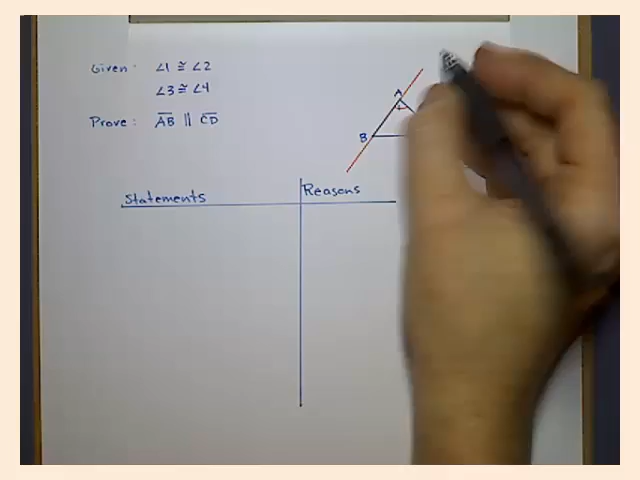 Given: ∠1 ≅ ∠2
∠3 ≅ ∠4
Prove: AB || CD
A
B
Statements
Reasons